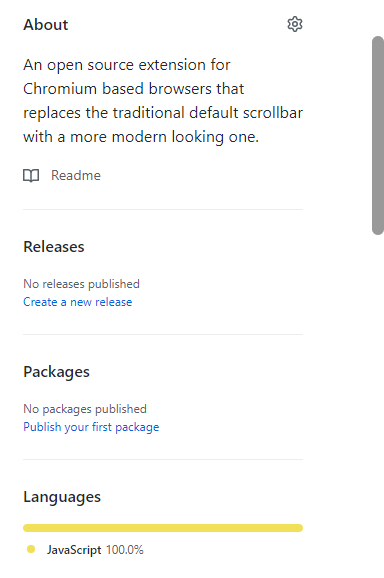 About
An open source extension for
Chromium based browsers that
replaces the traditional default scrollbar
with a more modern looking one.
Readme
Releases
No releases published
Create a new release
Packages
No packages published
Publish your first package
Languages
JavaScript 100.0%